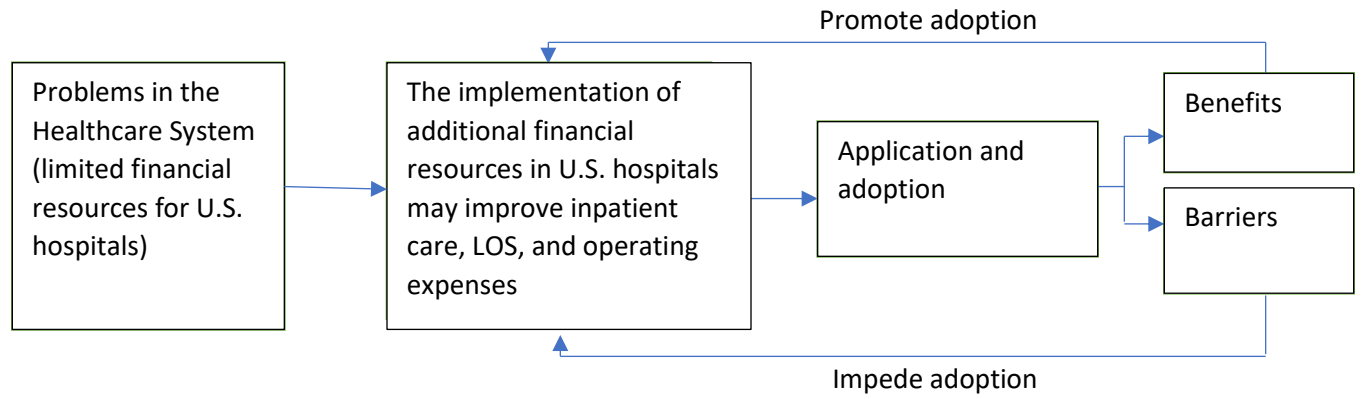 Promote adoption
Problems in the
Healthcare System
(limited financial
resources for U.S.
hospitals)
The implementation of
additional financial
resources in U.S. hospitals
may improve inpatient
care, LOS, and operating
expenses
Application and
adoption
Benefits
Barriers
Impede adoption